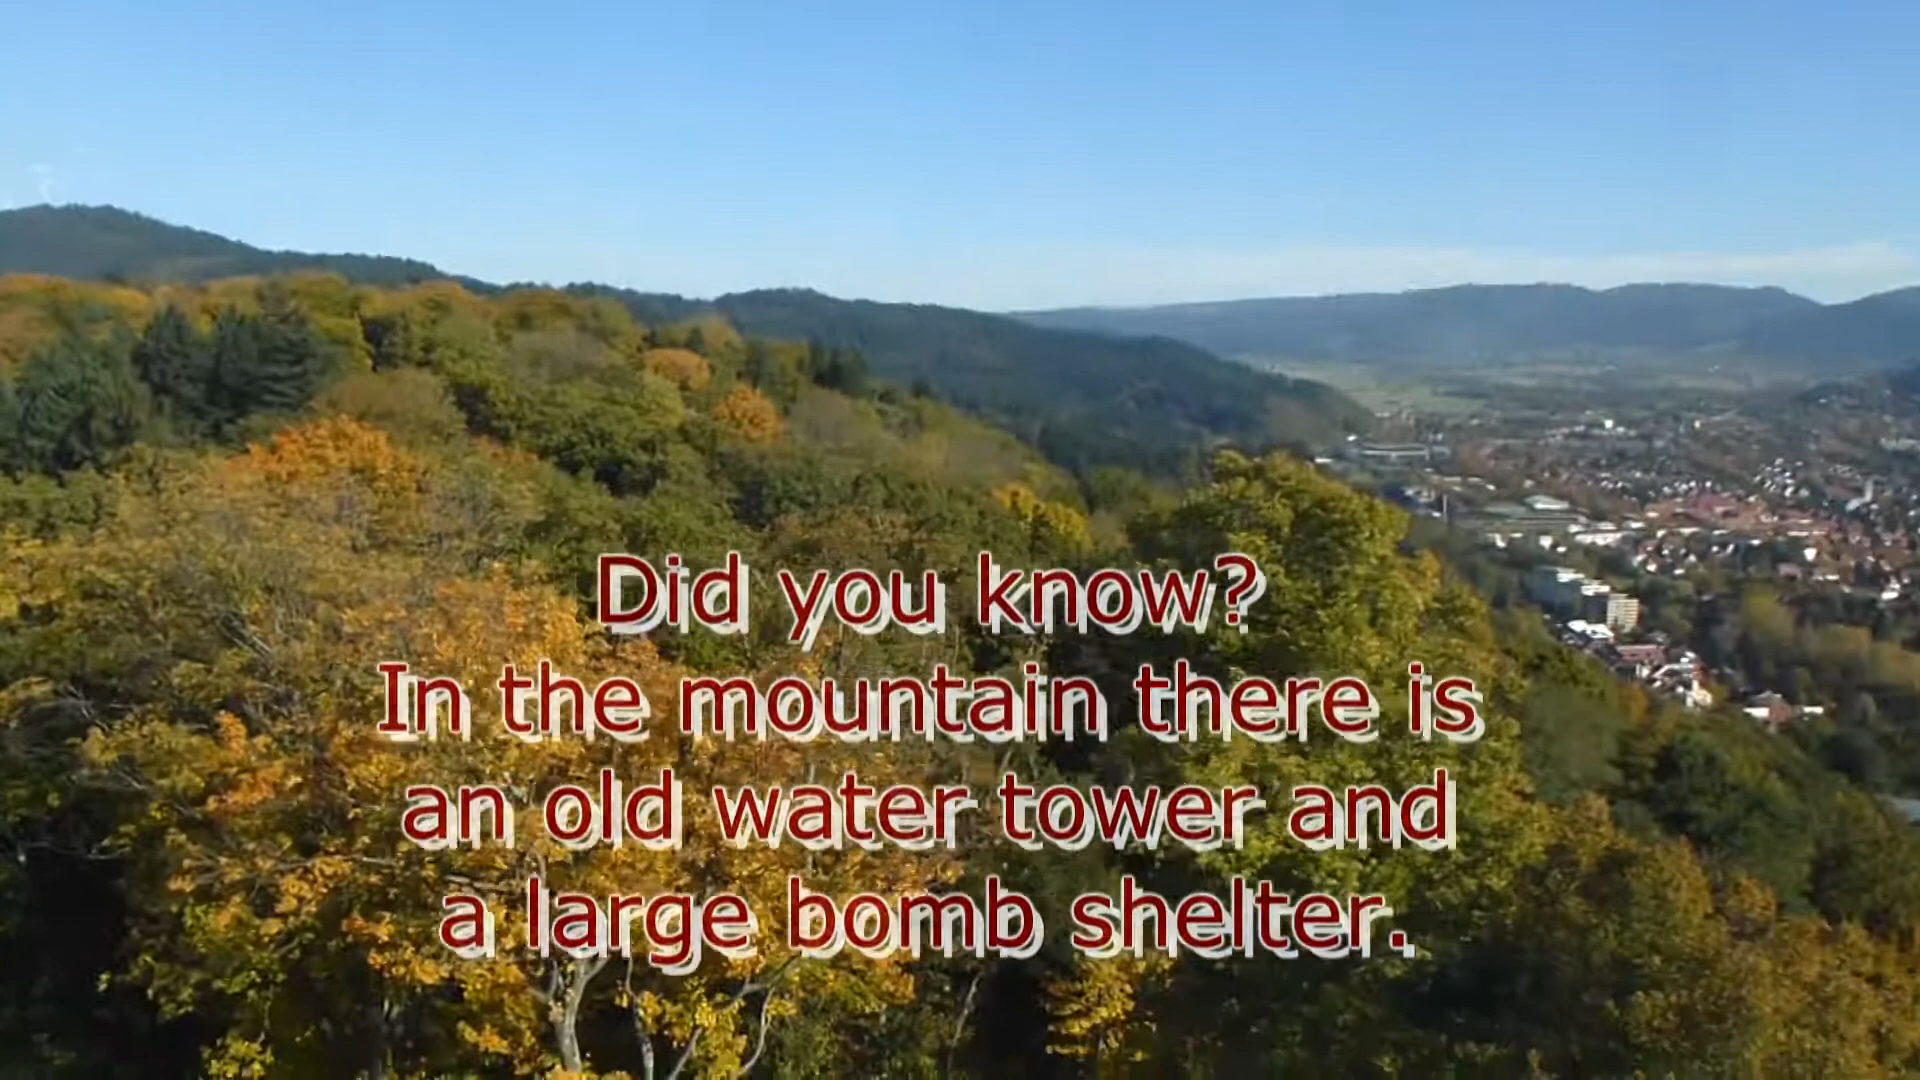 Did you know?
In the mountain there is
an old water tower and
a large bomb shelter.